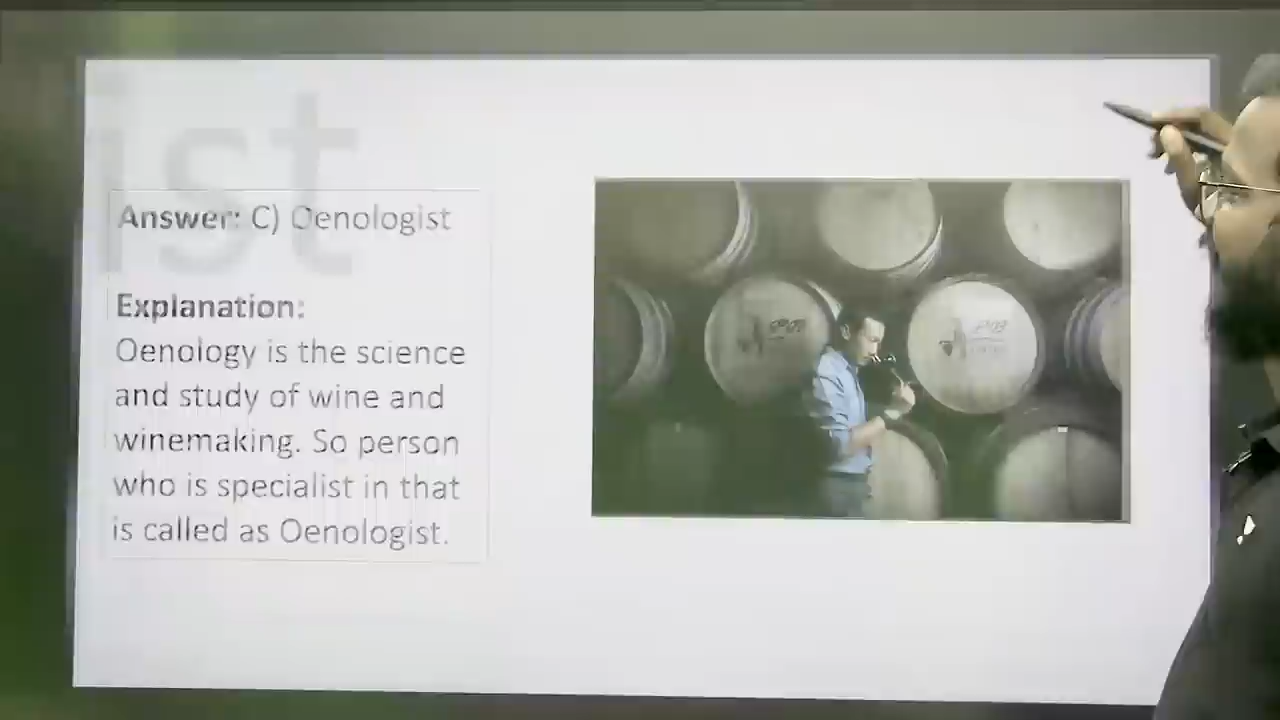 ist
Answer: C) Oenologist
Explanation:
Oenology is the science
and study of wine and
winemaking. So person
who is specialist in that
is called as Oenologist.